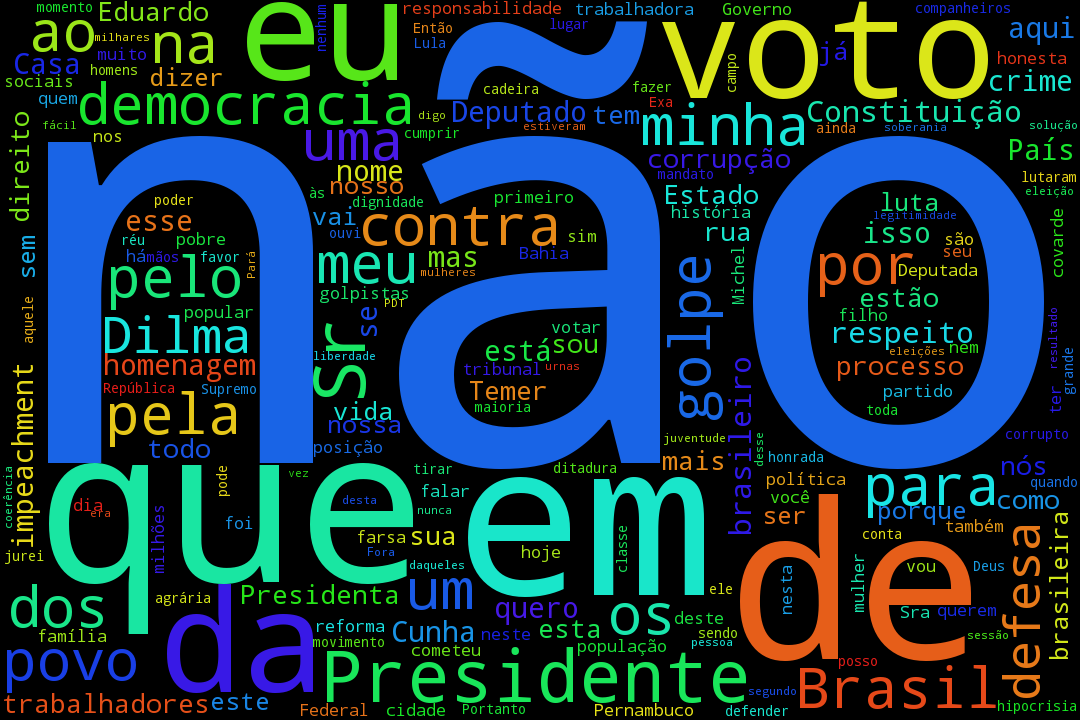 momento
Eduardo
responsabilidade
trabalhadora
Governo
companheiros
ao
milhares
na
eu
nenhum
Então
Lula
lugar
voto
já
aqui
Casa
muito
homens
dizer
sociais
quem
democracia
cadeira
fazer
campo
honesta
crime
digo
Deputado
tem
Exa
minha
Constituição
fácil
nos
uma
cumprir
estiveram
ainda
soberania
solução
direito
nome
corrupção
País
poder
nosso
às
dignidade
primeiro
mandato
Estado
lutaram
eleição
não
esse
vai
ouvi
contra
sim
história
rua
luta
legitimidade
isso
são
seu
covarde
réu
pobre
sem
há
mãos
favor
Pará
meu
mas
mulheres
Bahia
Michel
por
Deputada
pelo
golpistas
PDT
golpe
estão
filho
popular
aquele
Dilma
Sr
se
votar
está
sou
respeito
eleições
nem
resultado
grande
homenagem
liberdade
tribunal
urnas
processo
República
Supremo
Temer
partido
ter
pela
vida
maioria
toda
impeachment
nossa
brasileiro
todo
posição
juventude
desse
corrupto
mais
honrada
nós
que
em
vez
tirar
ditadura
política
quando
pode
coerência
dia
era
desta
falar
nunca
para
você
como
milhões
foi
ser
porque
também
farsa
sua
Fora
hoje
classe
conta
jurei
daqueles
de
vou
Deus
defesa
brasileira
dos
agrária
da
Presidenta
um
quero
os
ele
nesta
mulher
Sra
querem
família
reforma
Cunha
neste
esta
deste
sendo
sessão
movimento
cometeu
população
pessoa
povo
Presidente
posso
Brasil
segundo
trabalhadores
este
Federal
cidade
Portanto
Pernambuco
defender
hipocrisia